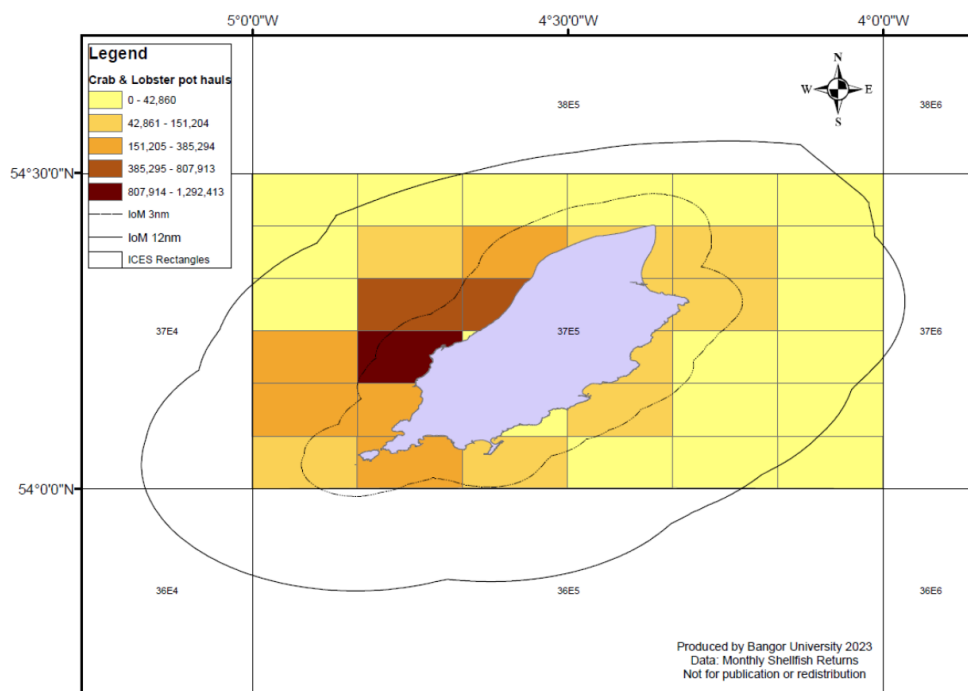 5°0'0"W
4°30'0"W
4°0'0"W
Legend
Crab & Lobster pot hauls
0 - 42,860
42,861 - 151,204
151,205 - 385,294
385,295 - 807,913
807,914 - 1,292,413
IoM 3nm
IoM 12nm
ICES Rectangles
N
W
E
S
38E5
38E6
54°30'0"N
37E4
37E5
37E6
54°0'0"N
36E4
36E5
36E6
Produced by Bangor University 2023
Data: Monthly Shellfish Returns
Not for publication or redistribution